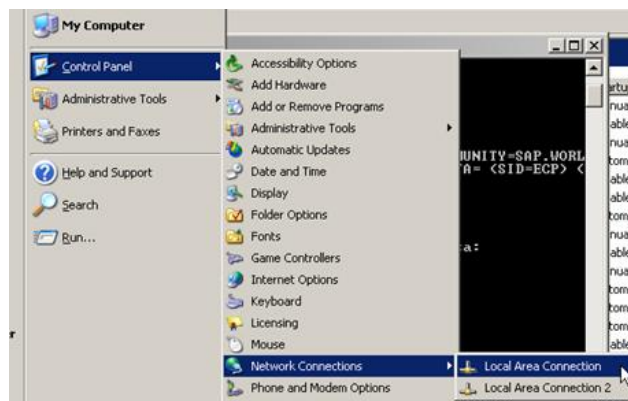 My Computer
Control Panel
Administrative Tools
Printers and Faxes
Help and Support
Search
Run...
Accessibility Options
Add Hardware
Add or Remove Programs
Administrative Tools
Automatic Updates
Date and Time
Display
Folder Options
Fonts
Game Controllers
Internet Options
Keyboard
Licensing
Mouse
Network Connections
Phone and Modem Options
Local Area Connection
Local Area Connection 2
MUNITY=SAP.WORL
TA= (SID=ECP) (
ta: